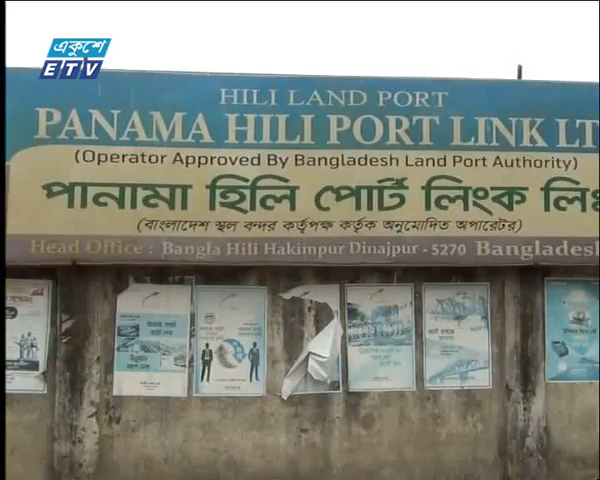 একুশে
ETV
HILI LAND PORT
PANAMA HILI PORT LINK LT
(Operator Approved By Bangladesh Land Port Authority)
পানামা হিলি পোর্ট লিংক লিঃ
(বাংলাদেশ স্থল বন্দর কর্তৃপক্ষ কর্তৃক অনুমোদিত অপারেটর)
Head Office : Bangla Hili Hakimpur Dinajpur - 5270 Bangladesh